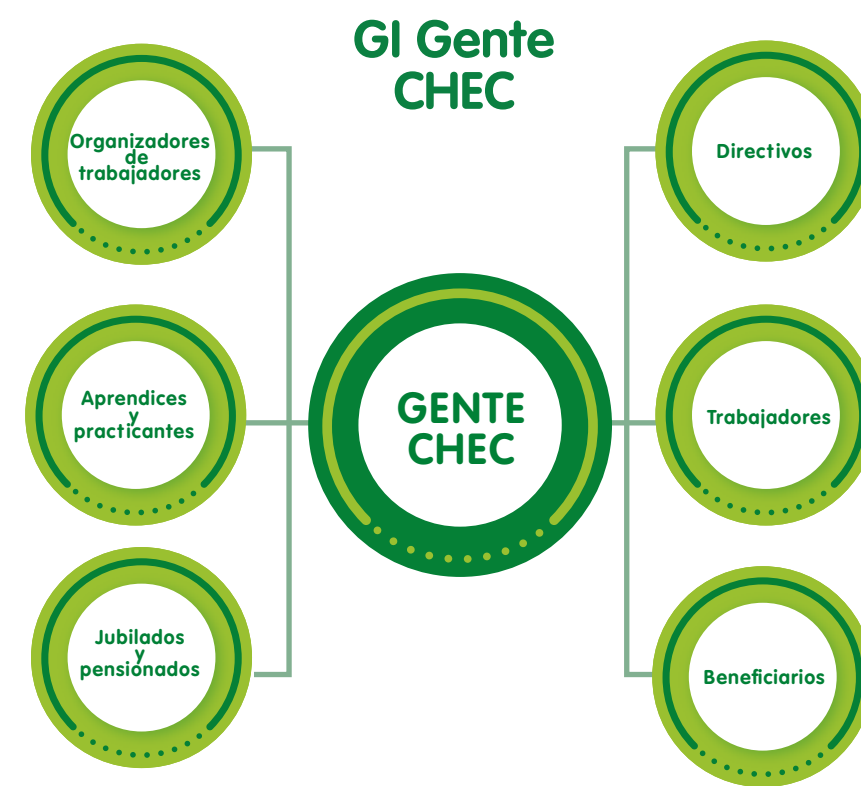 GI Gente
CHEC
Organizadores
de
trabajadores
Directivos
Aprendices
y
practicantes
GENTE
CHEC
Trabajadores
Jubilados
y
pensionados
Beneficiarios